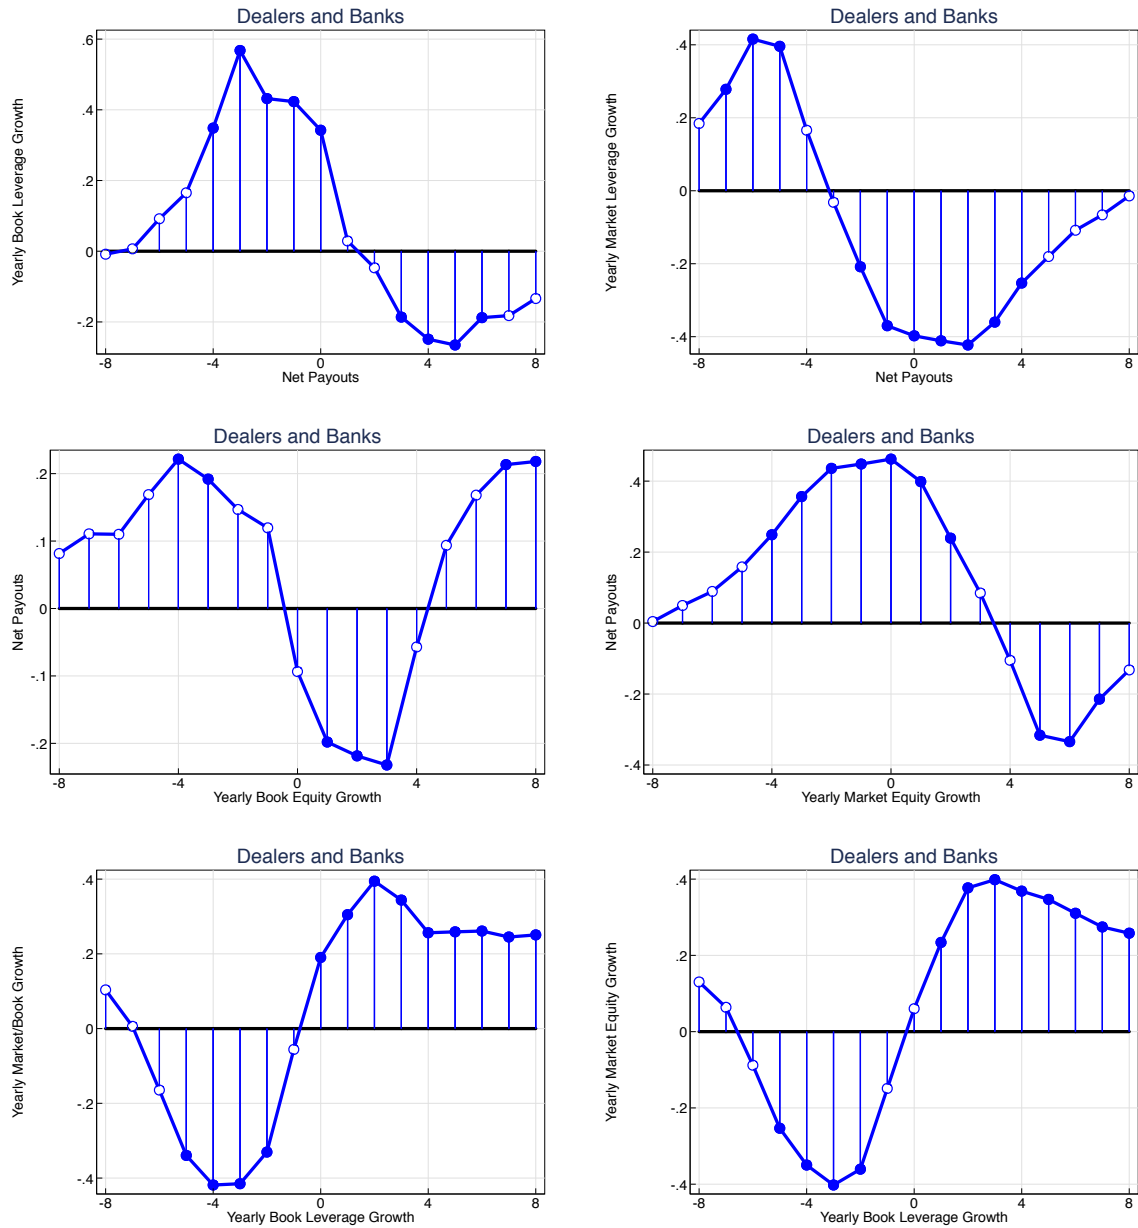 Dealers and Banks
Yearly Book Leverage Growth
.6
.4
.2
0
-.2
-8 -4 0 4 8
Net Payouts
Dealers and Banks
Yearly Market Leverage Growth
.4
.2
0
-.2
-.4
-8 -4 0 4 8
Net Payouts
Dealers and Banks
Net Payouts
.2
.1
0
-.1
-.2
-8 -4 0 4 8
Yearly Book Equity Growth
Dealers and Banks
Net Payouts
.4
.2
0
-.2
-.4
-8 -4 0 4 8
Yearly Market Equity Growth
Dealers and Banks
Yearly Market/Book Growth
.4
.2
0
-.2
-.4
-8 -4 0 4 8
Yearly Book Leverage Growth
Dealers and Banks
Yearly Market Equity Growth
.4
.2
0
-.2
-.4
-8 -4 0 4 8
Yearly Book Leverage Growth